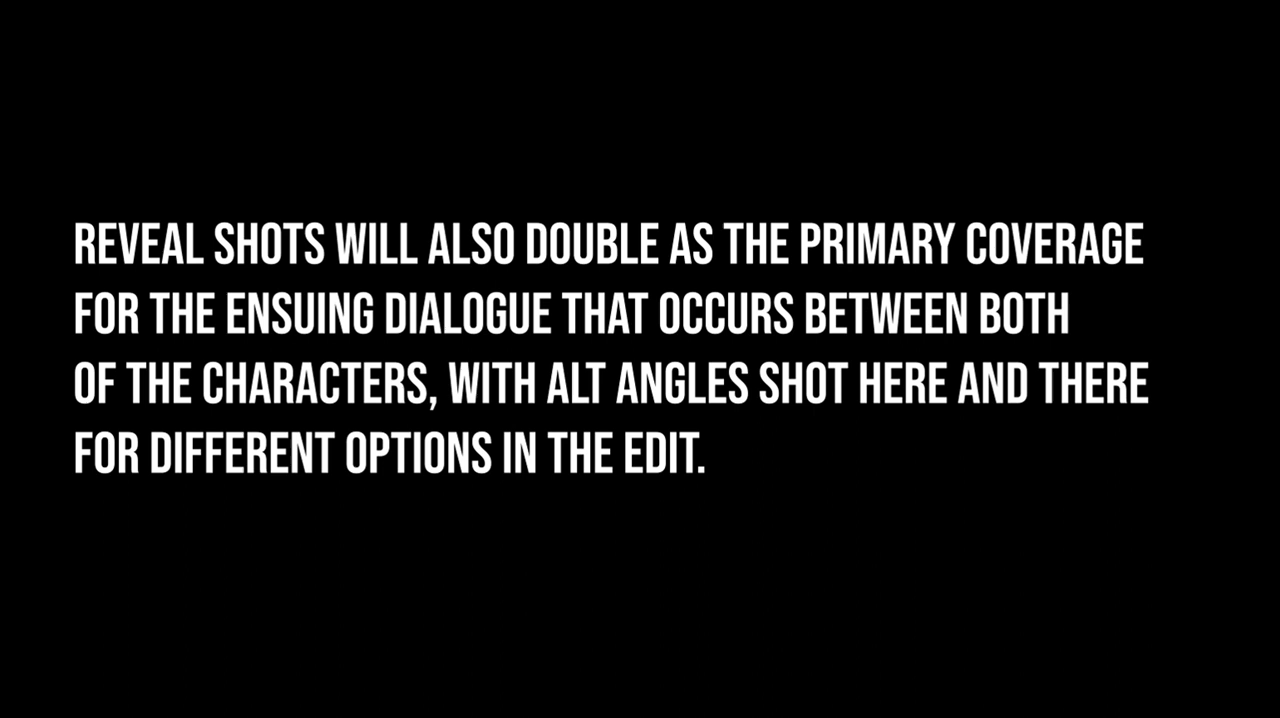 REVEAL SHOTS WILL ALSO DOUBLE AS THE PRIMARY COVERAGE
FOR THE ENSUING DIALOGUE THAT OCCURS BETWEEN BOTH
OF THE CHARACTERS, WITH ALT ANGLES SHOT HERE AND THERE
FOR DIFFERENT OPTIONS IN THE EDIT.